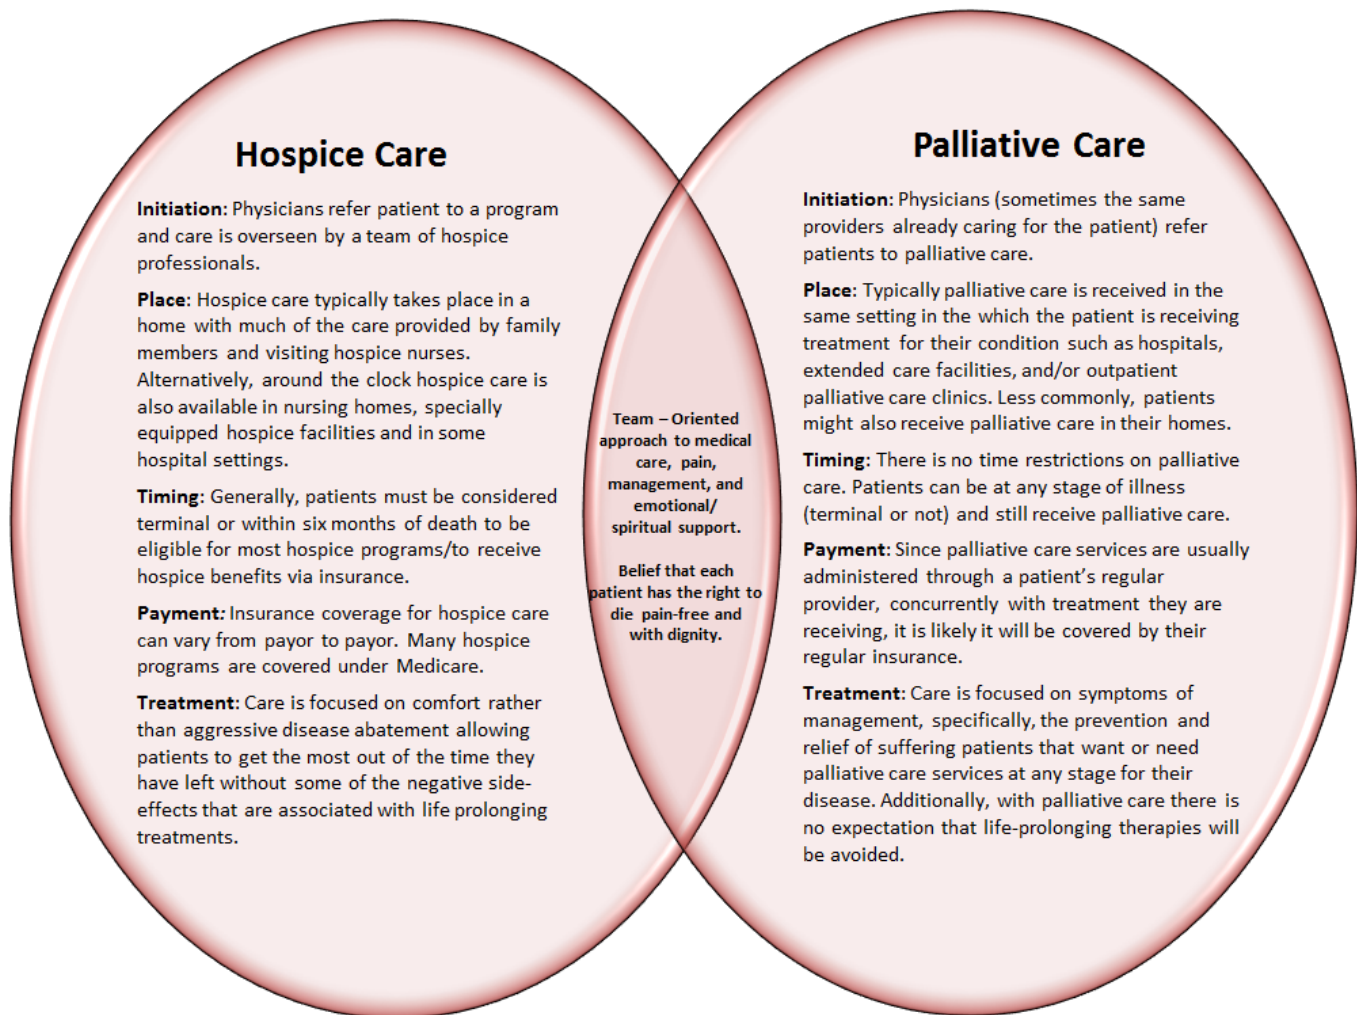 Hospice Care
Initiation: Physicians refer patient to a program
and care is overseen by a team of hospice
professionals.
Place: Hospice care typically takes place in a
home with much of the care provided by family
members and visiting hospice nurses.
Alternatively, around the clock hospice care is
also available in nursing homes, specially
equipped hospice facilities and in some
hospital settings.
Timing: Generally, patients must be considered
terminal or within six months of death to be
eligible for most hospice programs/to receive
hospice benefits via insurance.
Payment: Insurance coverage for hospice care
can vary from payor to payor. Many hospice
programs are covered under Medicare.
Treatment: Care is focused on comfort rather
than aggressive disease abatement allowing
patients to get the most out of the time they
have left without some of the negative side-
effects that are associated with life prolonging
treatments.
Team – Oriented
approach to medical
care, pain,
management, and
emotional/
spiritual support.
Belief that each
patient has the right to
die pain-free and
with dignity.
Palliative Care
Initiation: Physicians (sometimes the same
providers already caring for the patient) refer
patients to palliative care.
Place: Typically palliative care is received in the
same setting in the which the patient is receiving
treatment for their condition such as hospitals,
extended care facilities, and/or outpatient
palliative care clinics. Less commonly, patients
might also receive palliative care in their homes.
Timing: There is no time restrictions on palliative
care. Patients can be at any stage of illness
(terminal or not) and still receive palliative care.
Payment: Since palliative care services are usually
administered through a patient's regular
provider, concurrently with treatment they are
receiving, it is likely it will be covered by their
regular insurance.
Treatment: Care is focused on symptoms of
management, specifically, the prevention and
relief of suffering patients that want or need
palliative care services at any stage for their
disease. Additionally, with palliative care there is
no expectation that life-prolonging therapies will
be avoided.